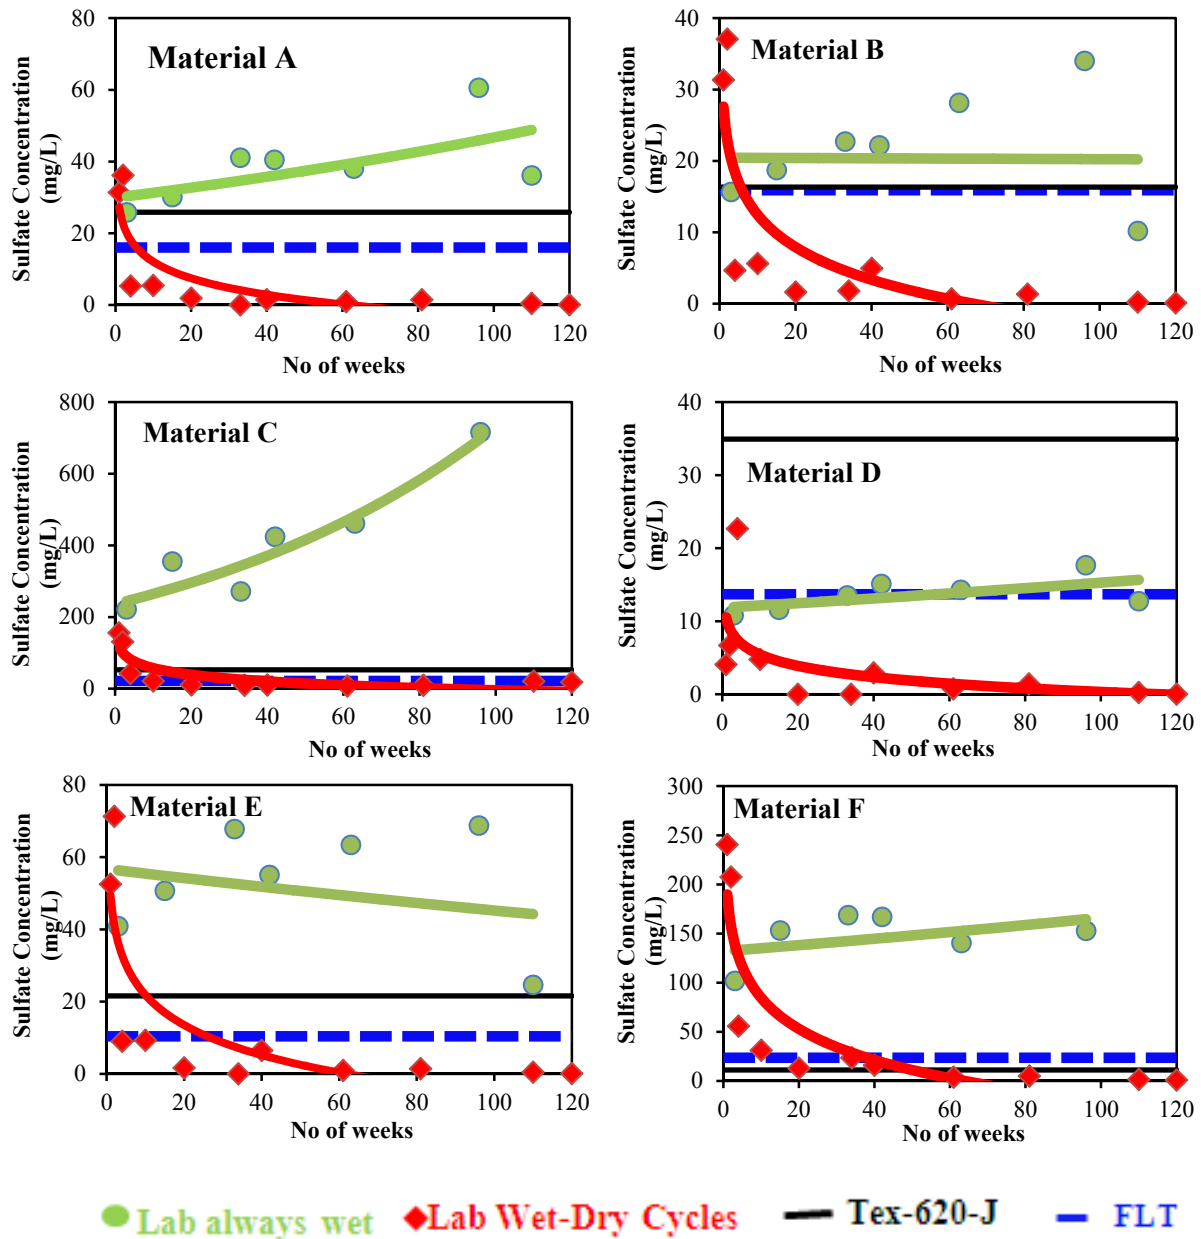 Material A
Sulfate Concentration
(mg/L)
80
60
40
20
0
0 20 40 60 80 100 120
No of weeks
Material B
Sulfate Concentration
(mg/L)
40
30
20
10
0
0 20 40 60 80 100 120
No of weeks
Material C
Sulfate Concentration
(mg/L)
800
600
400
200
0
0 20 40 60 80 100 120
No of weeks
Material D
Sulfate Concentration
(mg/L)
40
30
20
10
0
0 20 40 60 80 100 120
No of weeks
Material E
Sulfate Concentration
(mg/L)
80
60
40
20
0
0 20 40 60 80 100 120
No of weeks
Material F
Sulfate Concentration
(mg/L)
300
250
200
150
100
50
0
0 20 40 60 80 100 120
No of weeks
Lab always wet Lab Wet-Dry Cycles Tex-620-J FLT